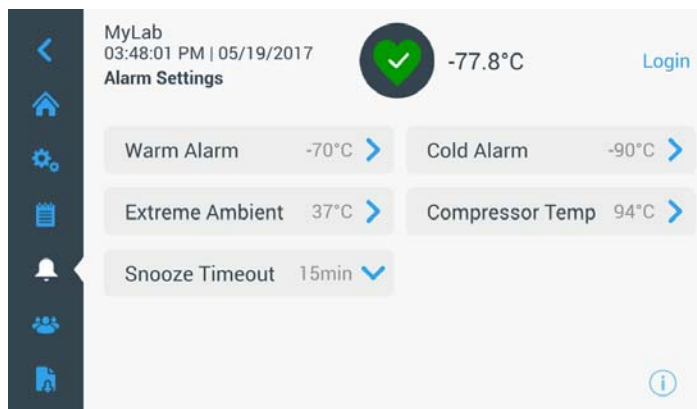 MyLab
03:48:01 PM | 05/19/2017
Alarm Settings
-77.8°C
Login
Warm Alarm -70°C
Cold Alarm -90°C
Extreme Ambient 37°C
Compressor Temp 94°C
Snooze Timeout 15min